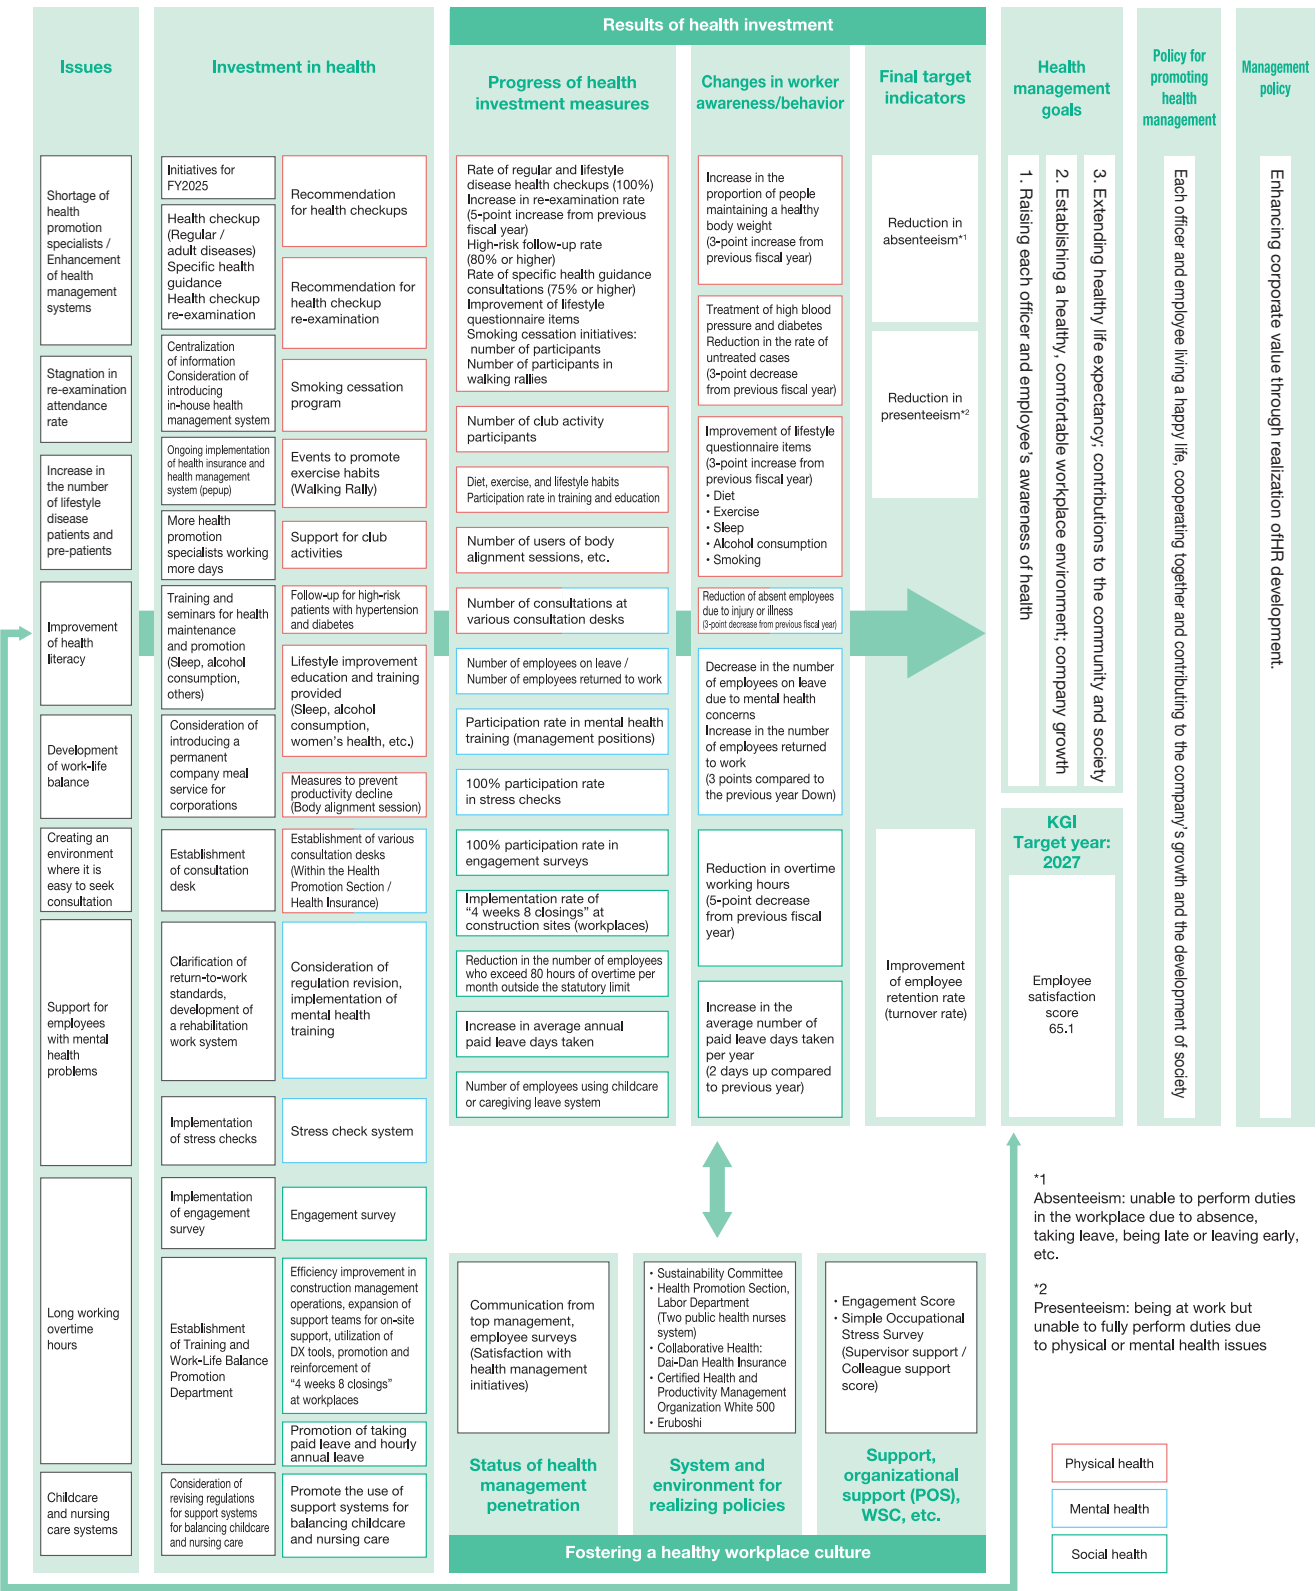 Results of health investment
Issues
Investment in health
Progress of health
investment measures
Changes in worker
awareness/behavior
Final target
indicators
Health
management
goals
Policy for
promoting
health
management
Management
policy
Shortage of
health
promotion
specialists /
Enhancement
of health
management
systems
Stagnation in
re-examination
attendance
rate
Increase in
the number
of lifestyle
disease
patients and
pre-patients
Improvement
of health
literacy
Development
of work-life
balance
Creating an
environment
where it is
easy to seek
consultation
Support for
employees
with mental
health
problems
Long working
overtime
hours
Childcare
and nursing
care systems
Initiatives for
FY2025
Health checkup
(Regular /
adult diseases)
Specific health
guidance
Health checkup
re-examination
Centralization
of information
Consideration of
introducing
in-house health
management system
Ongoing implementation
of health insurance and
health management
system (pepup)
More health
promotion
specialists working
more days
Training and
seminars for health
maintenance
and promotion
(Sleep, alcohol
consumption,
others)
Consideration of
introducing a
permanent
company meal
service for
corporations
Establishment
of consultation
desk
Clarification of
return-to-work
standards,
development of
a rehabilitation
work system
Implementation
of stress checks
Implementation
of engagement
survey
Establishment
of Training and
Work-Life Balance
Promotion
Department
Consideration of
revising regulations
for support systems
for balancing childcare
and nursing care
Recommendation
for health checkups
Recommendation for
health checkup
re-examination
Smoking cessation
program
Events to promote
exercise habits
(Walking Rally)
Support for club
activities
Follow-up for high-risk
patients with hypertension
and diabetes
Lifestyle improvement
education and training
provided
(Sleep, alcohol
consumption,
women's health, etc.)
Measures to prevent
productivity decline
(Body alignment session)
Establishment of various
consultation desks
(Within the Health
Promotion Section /
Health Insurance)
Consideration of
regulation revision,
implementation of
mental health
training
Stress check system
Engagement survey
Efficiency improvement in
construction management
operations, expansion of
support teams for on-site
support, utilization of
DX tools, promotion and
reinforcement of
“4 weeks 8 closings”
at workplaces
Promotion of taking
paid leave and hourly
annual leave
Promote the use of
support systems for
balancing childcare
and nursing care
Rate of regular and lifestyle
disease health checkups (100%)
Increase in re-examination rate
(5-point increase from previous
fiscal year)
High-risk follow-up rate
(80% or higher)
Rate of specific health guidance
consultations (75% or higher)
Improvement of lifestyle
questionnaire items
Smoking cessation initiatives:
number of participants
Number of participants in
walking rallies
Number of club activity
participants
Diet, exercise, and lifestyle habits
Participation rate in training and education
Number of users of body
alignment sessions, etc.
Number of consultations at
various consultation desks
Number of employees on leave /
Number of employees returned to work
Participation rate in mental health
training (management positions)
100% participation rate
in stress checks
100% participation rate in
engagement surveys
Implementation rate of
“4 weeks 8 closings” at
construction sites (workplaces)
Reduction in the number of employees
who exceed 80 hours of overtime per
month outside the statutory limit
Increase in average annual
paid leave days taken
Number of employees using childcare
or caregiving leave system
Increase in the
proportion of people
maintaining a healthy
body weight
(3-point increase from
previous fiscal year)
Treatment of high blood
pressure and diabetes
Reduction in the rate of
untreated cases
(3-point decrease
from previous fiscal year)
Improvement of lifestyle
questionnaire items
(3-point increase from
previous fiscal year)
• Diet
• Exercise
• Sleep
• Alcohol consumption
• Smoking
Reduction of absent employees
due to injury or illness
(3-point decrease from previous fiscal year)
Decrease in the number
of employees on leave
due to mental health
concerns
Increase in the number
of employees returned
to work
(3 points compared to
the previous year Down)
Reduction in overtime
working hours
(5-point decrease
from previous fiscal
year)
Increase in the
average number of
paid leave days taken
per year
(2 days up compared
to previous year)
Reduction in
absenteeism*1
Reduction in
presenteeism*2
Improvement
of employee
retention rate
(turnover rate)
1. Raising each officer and employee's awareness of health
2. Establishing a healthy, comfortable workplace environment; company growth
3. Extending healthy life expectancy; contributions to the community and society
KGI
Target year:
2027
Employee
satisfaction
score
65.1
Each officer and employee living a happy life, cooperating together and contributing to the company's growth and the development of society
Enhancing corporate value through realization ofHR development.
Communication from
top management,
employee surveys
(Satisfaction with
health management
initiatives)
Status of health
management
penetration
• Sustainability Committee
• Health Promotion Section,
Labor Department
(Two public health nurses
system)
• Collaborative Health:
Dai-Dan Health Insurance
• Certified Health and
Productivity Management
Organization White 500
• Eruboshi
System and
environment for
realizing policies
• Engagement Score
• Simple Occupational
Stress Survey
(Supervisor support /
Colleague support
score)
Support,
organizational
support (POS),
WSC, etc.
Fostering a healthy workplace culture
*1
Absenteeism: unable to perform duties
in the workplace due to absence,
taking leave, being late or leaving early,
etc.
*2
Presenteeism: being at work but
unable to fully perform duties due
to physical or mental health issues
Physical health
Mental health
Social health